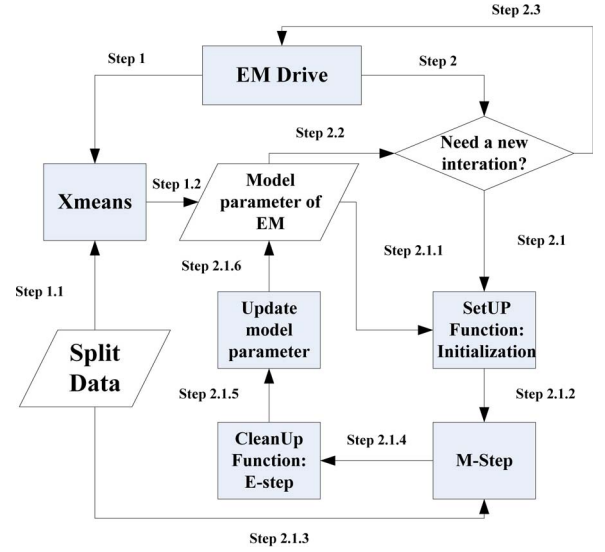 Step 2.3
Step 1
EM Drive
Step 2
Step 2.2
Need a new
interation?
Xmeans
Step 1.2
Model
parameter of
EM
Step 2.1
Step 2.1.1
Step 1.1
Step 2.1.6
Update
model
parameter
SetUP
Function:
Initialization
Split
Data
Step 2.1.5
Step 2.1.2
CleanUp
Function:
E-step
Step 2.1.4
M-Step
Step 2.1.3